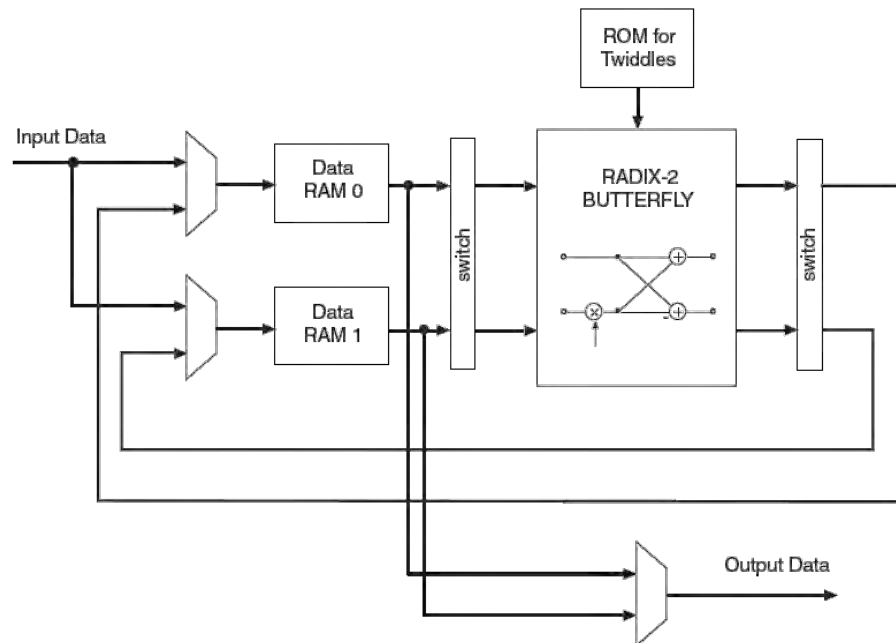 ROM for
Twiddles
Input Data
Data
RAM 0
switch
RADIX-2
BUTTERFLY
switch
Data
RAM 1
Output Data